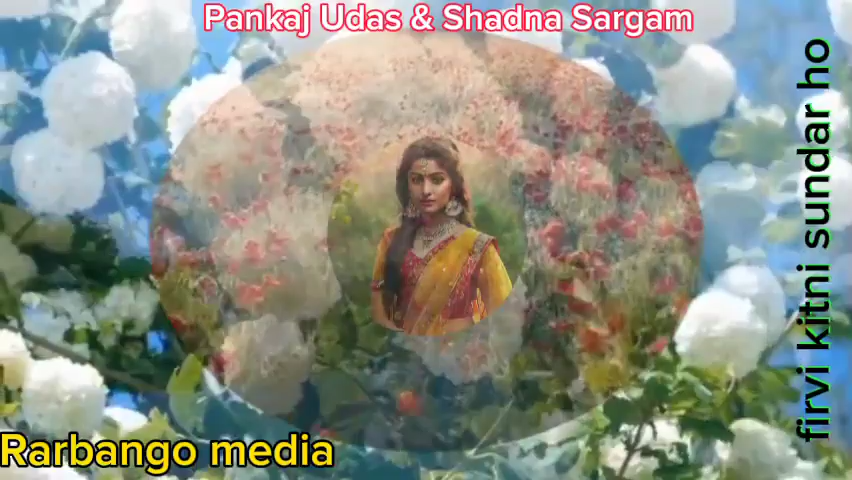 Pankaj Udas & Shadna Sargam
firvi kitni sundar ho
Rarbango media